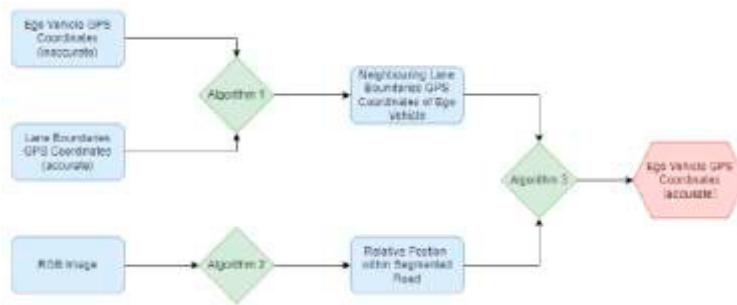 Ego Vehicle GPS
Coordinates
(inaccurate)
Algorithm 1
Neighbouring Lane
Boundaries GPS
Coordinates of Ego
vehicle
Lane Boundaries
GPS Coordinates
(accurate)
Algorithm 3
Ego Vehicle GPS
Coordinates
(accurate)
RGB Image
Algorithm 2
Relative Position
within Segmented
Road